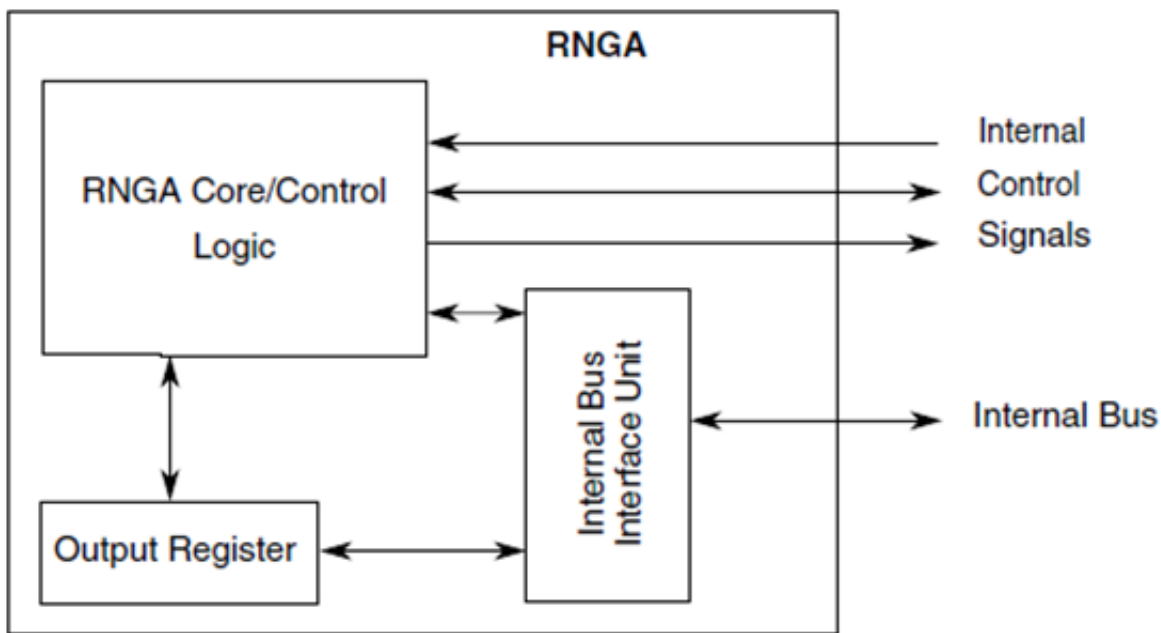 RNGA
RNGA Core/Control
Logic
Internal
Control
Signals
Internal Bus
Interface Unit
Internal Bus
Output Register